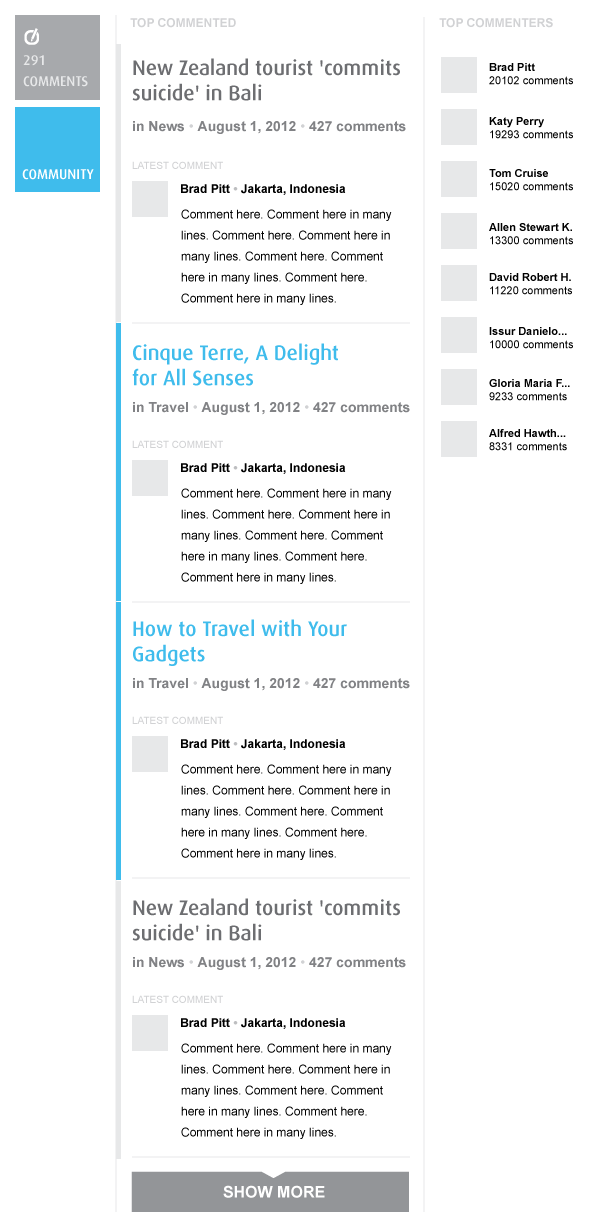 291
COMMENTS
COMMUNITY
TOP COMMENTED
New Zealand tourist 'commits
suicide' in Bali
in News • August 1, 2012 • 427 comments
LATEST COMMENT
Brad Pitt • Jakarta, Indonesia
Comment here. Comment here in many
lines. Comment here. Comment here in
many lines. Comment here. Comment
here in many lines. Comment here.
Comment here in many lines.
Cinque Terre, A Delight
for All Senses
in Travel • August 1, 2012 • 427 comments
LATEST COMMENT
Brad Pitt • Jakarta, Indonesia
Comment here. Comment here in many
lines. Comment here. Comment here in
many lines. Comment here. Comment
here in many lines. Comment here.
Comment here in many lines.
How to Travel with Your
Gadgets
in Travel • August 1, 2012 • 427 comments
LATEST COMMENT
Brad Pitt • Jakarta, Indonesia
Comment here. Comment here in many
lines. Comment here. Comment here in
many lines. Comment here. Comment
here in many lines. Comment here.
Comment here in many lines.
New Zealand tourist 'commits
suicide' in Bali
in News • August 1, 2012 • 427 comments
LATEST COMMENT
Brad Pitt • Jakarta, Indonesia
Comment here. Comment here in many
lines. Comment here. Comment here in
many lines. Comment here. Comment
here in many lines. Comment here.
Comment here in many lines.
SHOW MORE
TOP COMMENTERS
Brad Pitt
20102 comments
Katy Perry
19293 comments
Tom Cruise
15020 comments
Allen Stewart K.
13300 comments
David Robert H.
11220 comments
Issur Danielo...
10000 comments
Gloria Maria F...
9233 comments
Alfred Hawth...
8331 comments